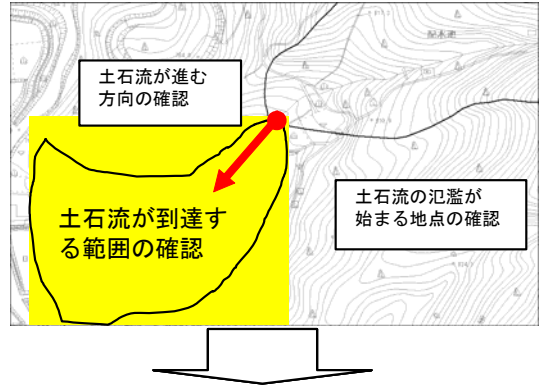 土石流が進む
方向の確認
土石流の氾濫が
始まる地点の確認
土石流が到達す
る範囲の確認